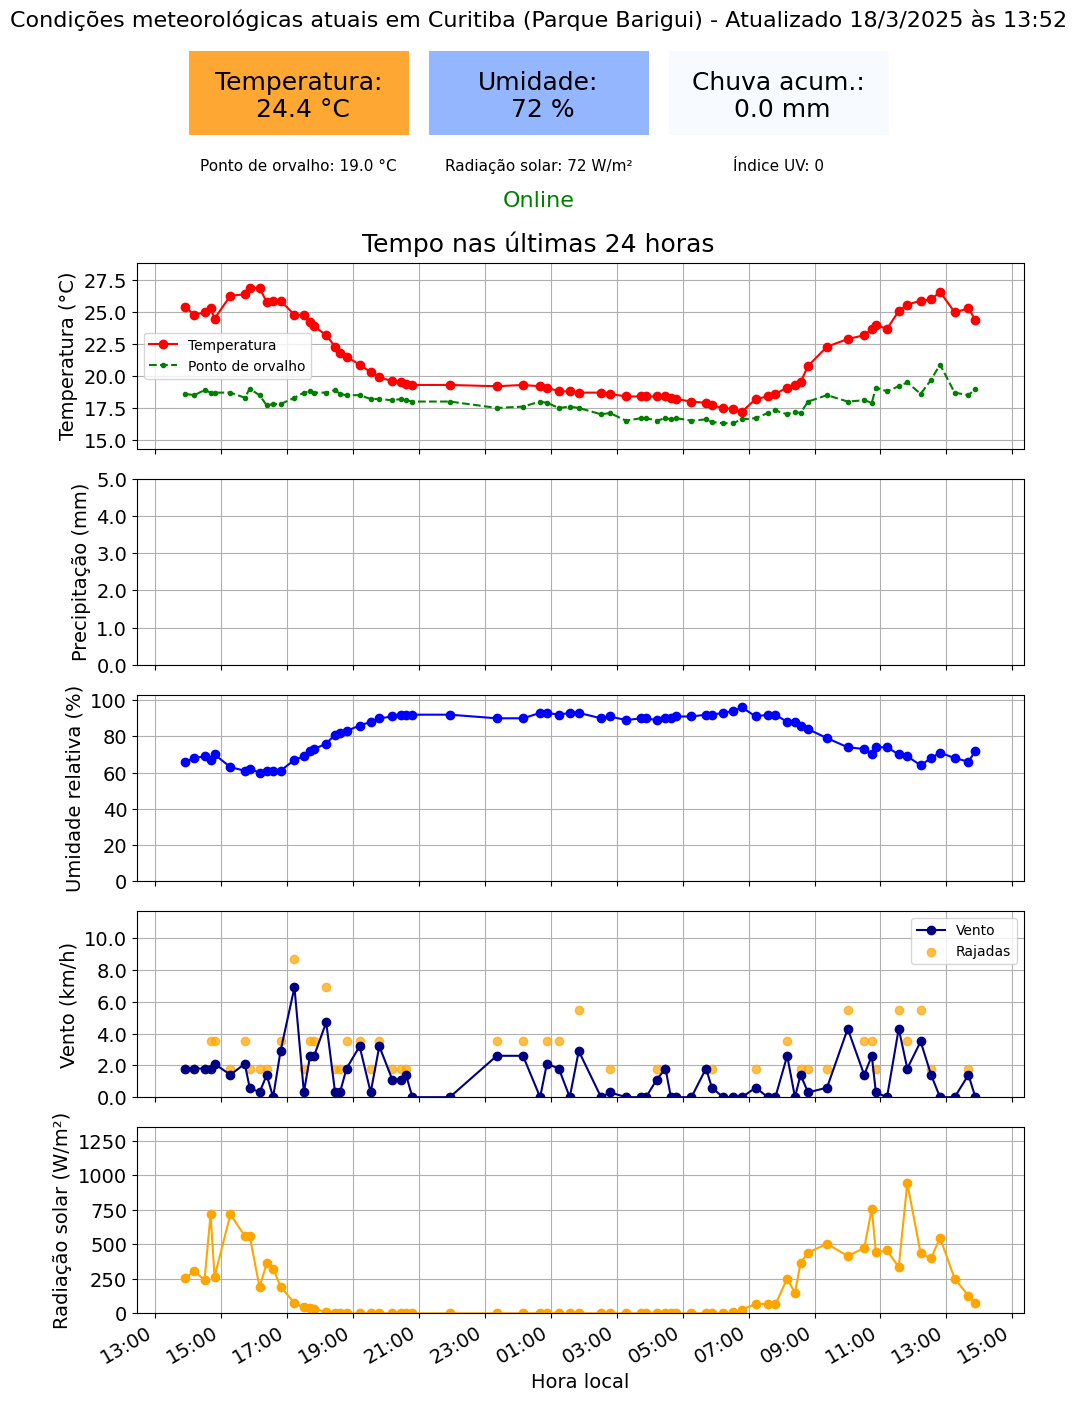 Condições meteorológicas atuais em Curitiba (Parque Barigui) - Atualizado 18/3/2025 às 13:52
Temperatura:
24.4 °C
Umidade:
72 %
Chuva acum.:
0.0 mm
Ponto de orvalho: 19.0 °C
Radiação solar: 72 W/m²
Índice UV: 0
Online
Tempo nas últimas 24 horas
Temperatura (°C)
27.5
25.0
22.5
20.0
17.5
15.0
Temperatura
Ponto de orvalho
Precipitação (mm)
5.0
4.0
3.0
2.0
1.0
0.0
Umidade relativa (%)
100
80
60
40
20
0
Vento (km/h)
10.0
8.0
6.0
4.0
2.0
0.0
Vento
Rajadas
Radiação solar (W/m²)
1250
1000
750
500
250
0
13:00
15:00
17:00
19:00
21:00
23:00
01:00
03:00
05:00
07:00
09:00
11:00
13:00
15:00
Hora local